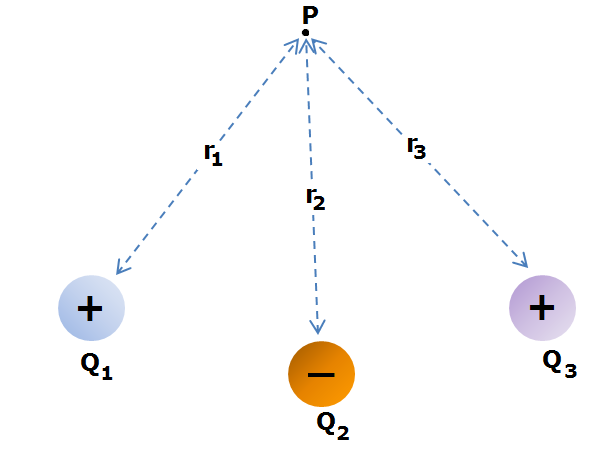 P
r1
r3
r2
+
+
Q1
Q3
−
Q2